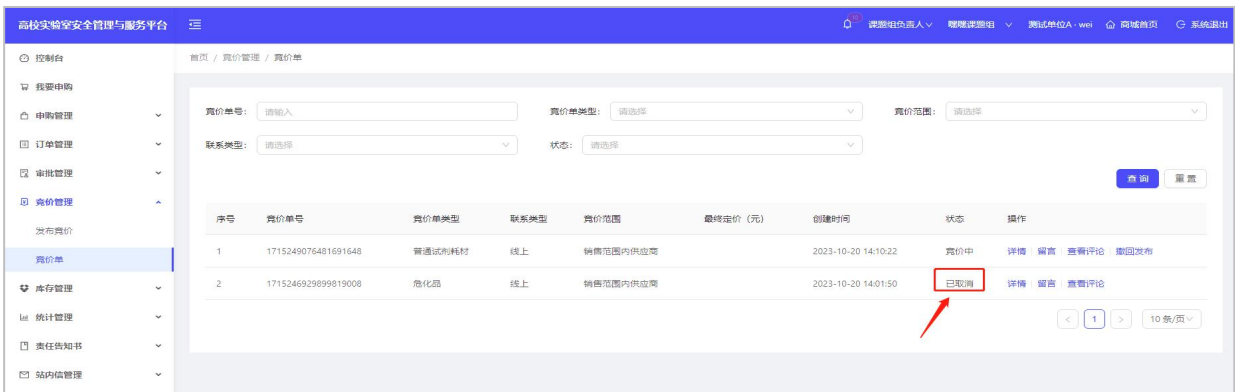 高校实验室安全管理与服务平台
10
课题组负责人 嘿嘿课题组 测试单位A·wei 商城首页 系统退出
控制台
我要申购
申购管理
订单管理
审批管理
竞价管理
发布竞价
竞价单
库存管理
统计管理
责任告知书
站内信管理
首页 / 竞价管理 / 竞价单
竞价单号： 请输入 竞价单类型： 请选择 竞价范围： 请选择
联系类型： 请选择 状态： 请选择
查询 重置
序号 竞价单号 竞价单类型 联系类型 竞价范围 最终定价（元） 创建时间 状态 操作
1 1715249076481691648 普通试剂耗材 线上 销售范围内供应商 2023-10-20 14:10:22 竞价中 详情 留言 查看评论 撤回发布
2 1715246929899819008 危化品 线上 销售范围内供应商 2023-10-20 14:01:50 已取消 详情 留言 查看评论
< 1 > 10 条/页